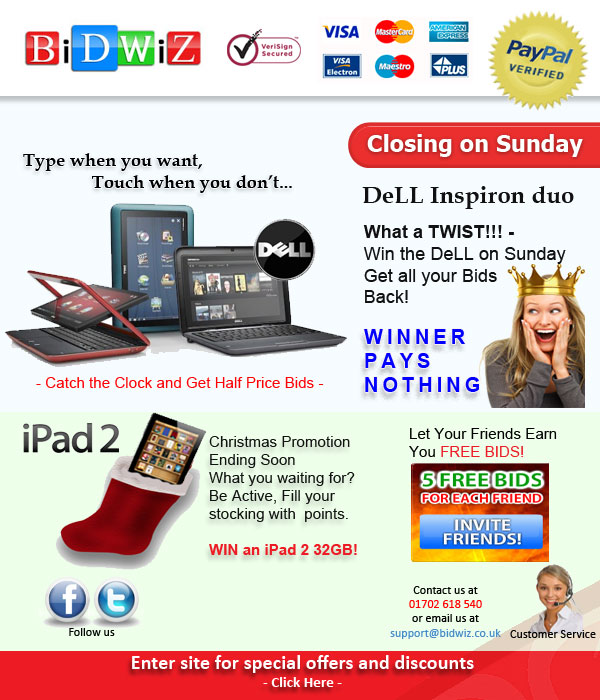 BiDWiZ
VeriSign
Secured
VISA
MasterCard
AMERICAN
EXPRESS
VISA
Electron
Maestro
PLUS
PayPal
VERIFIED
Closing on Sunday
Type when you want,
Touch when you don't...
DELL
DELL
DeLL Inspiron duo
What a TWIST!!! -
Win the DeLL on Sunday
Get all your Bids
Back!
WINNER
PAYS
NOTHING
- Catch the Clock and Get Half Price Bids -
iPad 2
Christmas Promotion
Ending Soon
What you waiting for?
Be Active, Fill your
stocking with points.
WIN an iPad 2 32GB!
Let Your Friends Earn
You FREE BIDS!
5 FREE BIDS
FOR EACH FRIEND
INVITE
FRIENDS!
f
t
Follow us
Contact us at
01702 618 540
or email us at
support@bidwiz.co.uk
Customer Service
Enter site for special offers and discounts
- Click Here -